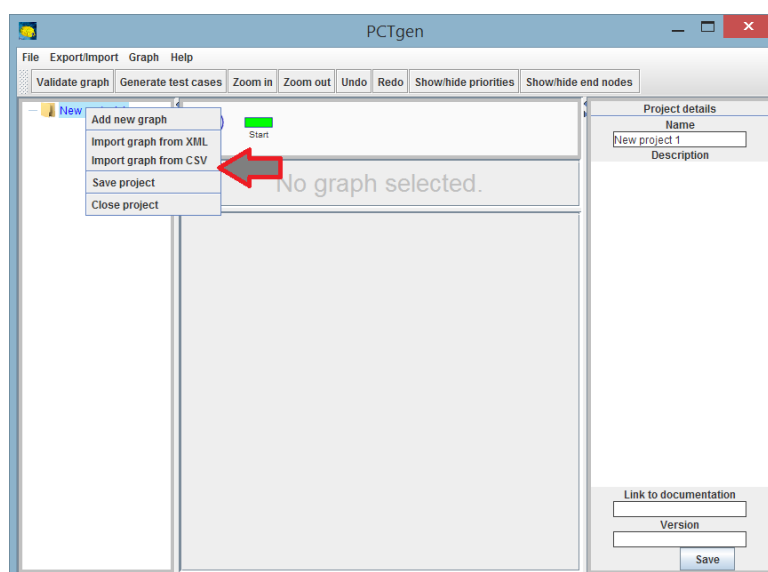 PCTgen
File Export/Import Graph Help
Validate graph Generate test cases Zoom in Zoom out Undo Redo Show/hide priorities Show/hide end nodes
New
Add new graph
Import graph from XML
Import graph from CSV
Save project
Close project
Start
No graph selected.
Project details
Name
New project 1
Description
Link to documentation
Version
Save